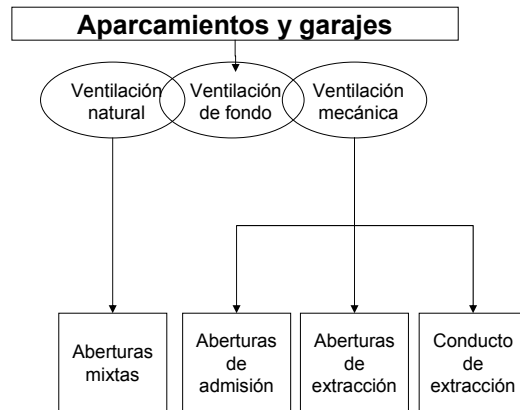 Aparcamientos y garajes
Ventilación
natural
Ventilación
de fondo
Ventilación
mecánica
Aberturas
mixtas
Aberturas
de
admisión
Aberturas
de
extracción
Conducto
de
extracción